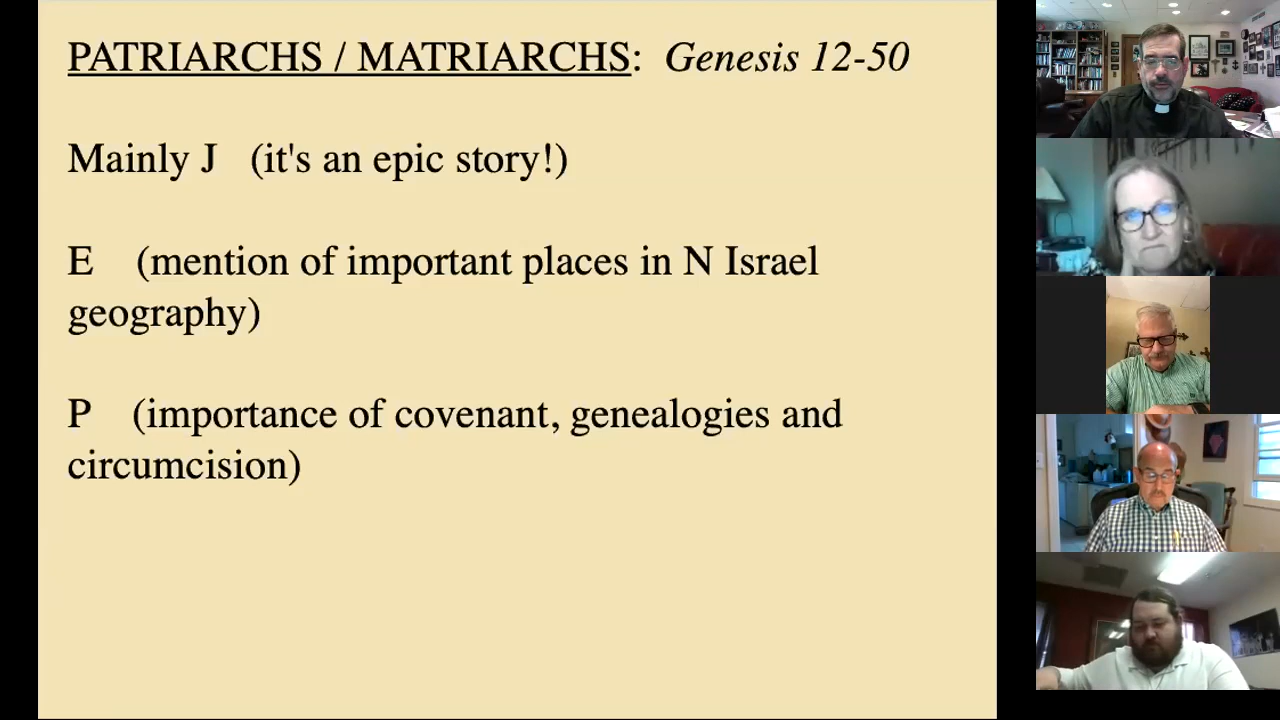 PATRIARCHS / MATRIARCHS: Genesis 12-50
Mainly J (it's an epic story!)
E (mention of important places in N Israel
geography)
P (importance of covenant, genealogies and
circumcision)